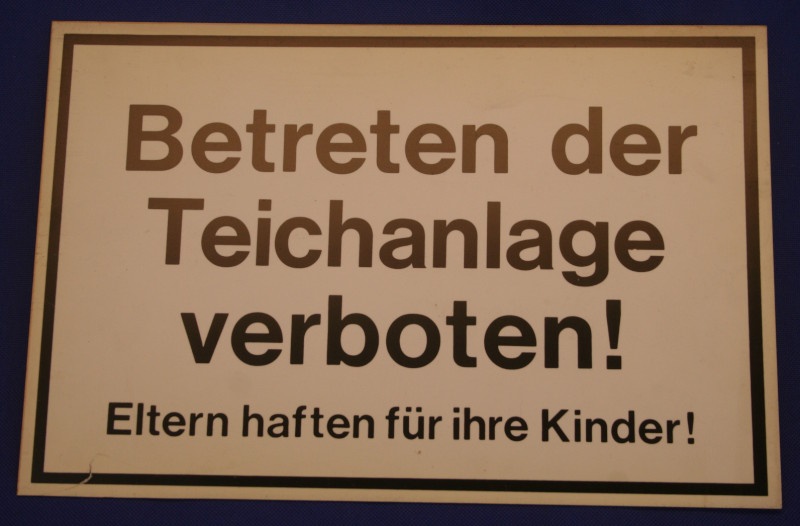 Betreten der
Teichanlage
verboten!
Eltern haften für ihre Kinder!